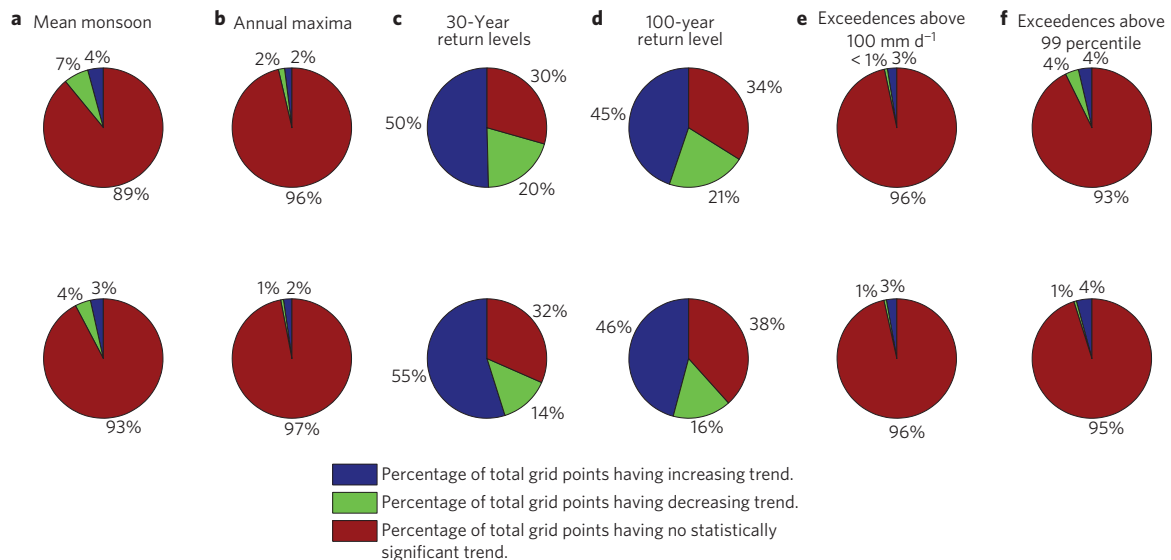 a Mean monsoon
b Annual maxima
c 30-Year
return levels
d 100-year
return level
e Exceedences above
100 mm d⁻¹
f Exceedences above
99 percentile
7% 4%
89%
2% 2%
96%
50% 30%
20%
45% 34%
21%
< 1% 3%
96%
4% 4%
93%
4% 3%
93%
1% 2%
97%
55% 32%
14%
46% 38%
16%
1% 3%
96%
1% 4%
95%
Percentage of total grid points having increasing trend.
Percentage of total grid points having decreasing trend.
Percentage of total grid points having no statistically
significant trend.